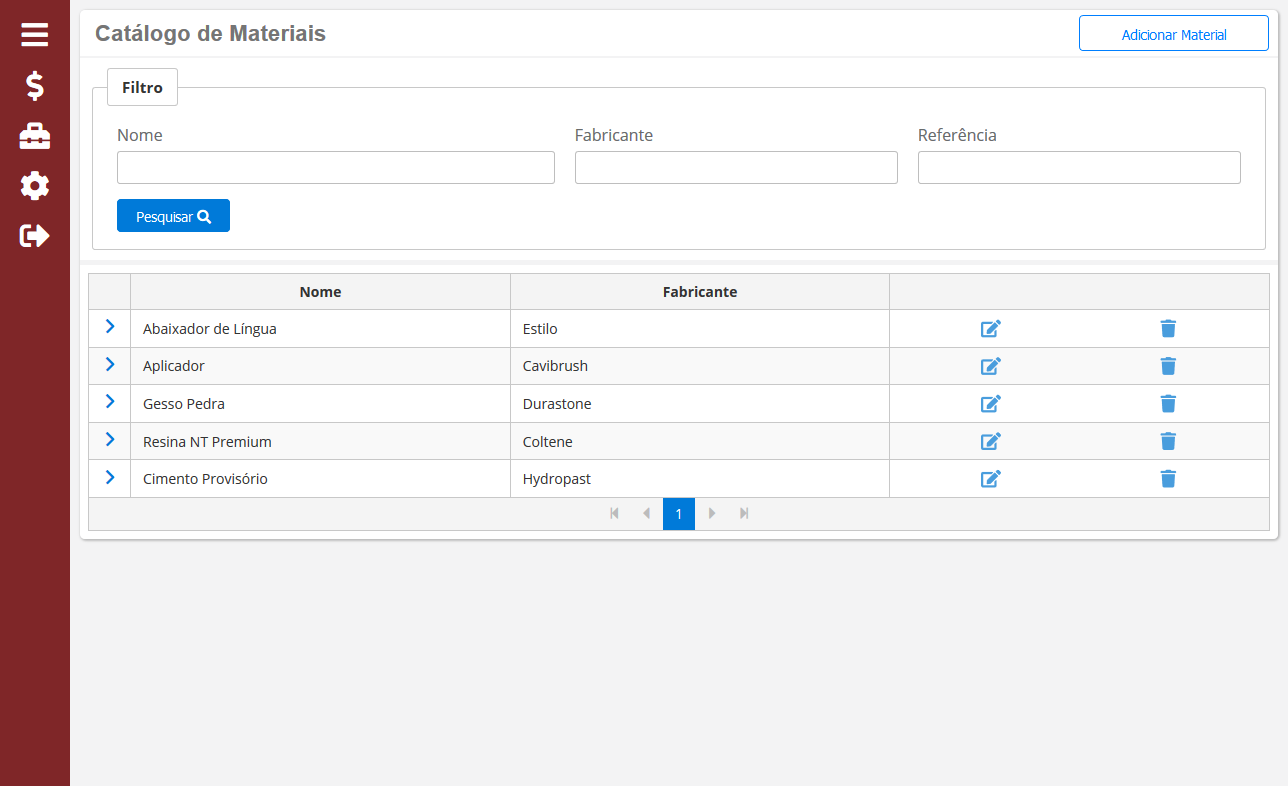 Catálogo de Materiais
Adicionar Material
Filtro
Nome Fabricante Referência
Pesquisar
Nome Fabricante
Abaixador de Língua Estilo
Aplicador Cavibrush
Gesso Pedra Durastone
Resina NT Premium Coltene
Cimento Provisório Hydropast
1